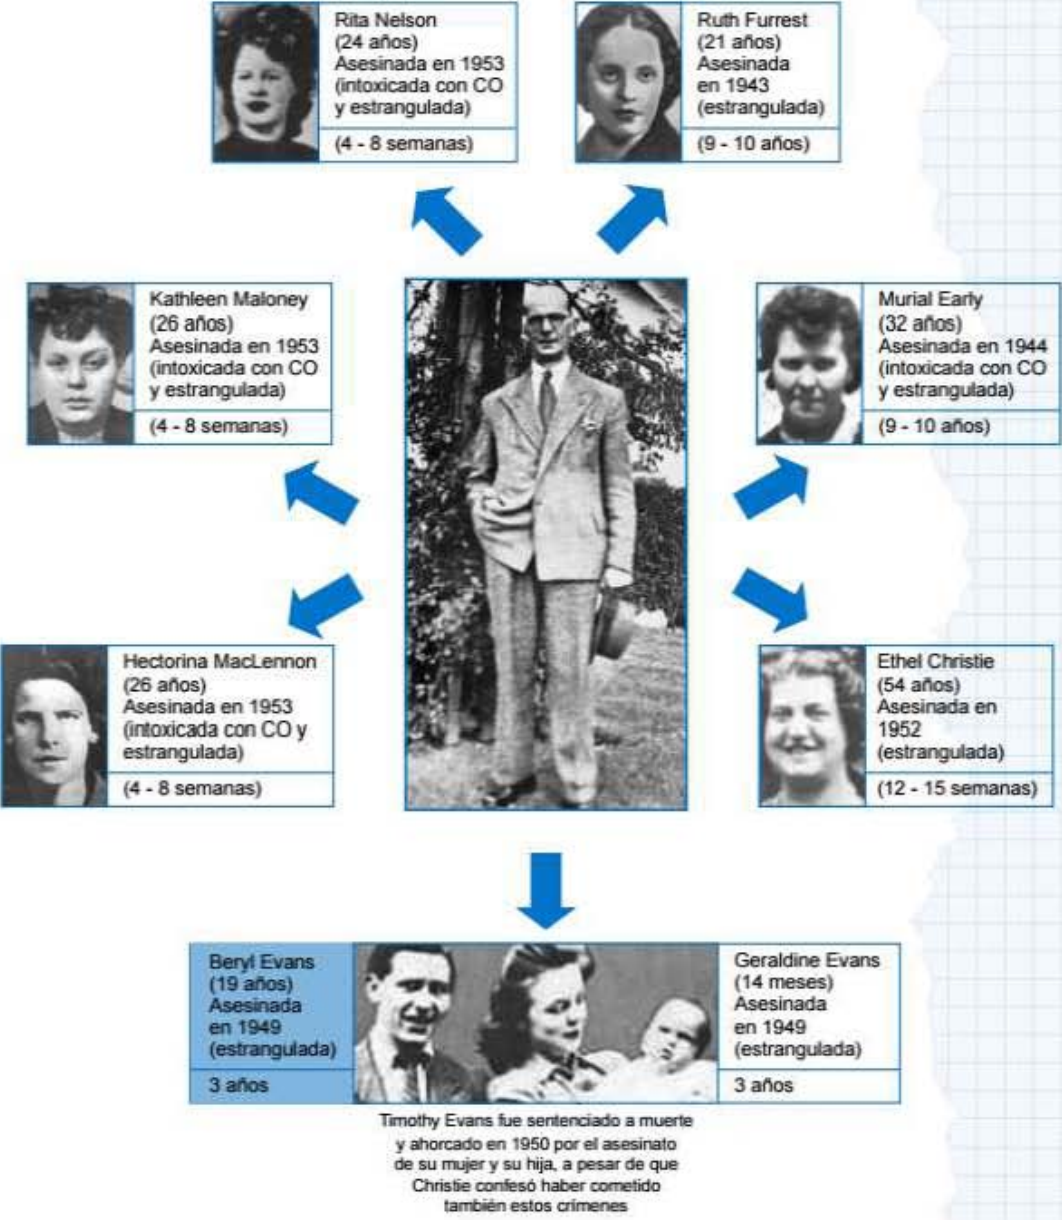 Rita Nelson
(24 años)
Asesinada en 1953
(intoxicada con CO
y estrangulada)
(4 - 8 semanas)
Ruth Furrest
(21 años)
Asesinada
en 1943
(estrangulada)
(9 - 10 años)
Kathleen Maloney
(26 años)
Asesinada en 1953
(intoxicada con CO
y estrangulada)
(4 - 8 semanas)
Murial Early
(32 años)
Asesinada en 1944
(intoxicada con CO
y estrangulada)
(9 - 10 años)
Hectorina MacLennon
(26 años)
Asesinada en 1953
(intoxicada con CO y
estrangulada)
(4 - 8 semanas)
Ethel Christie
(54 años)
Asesinada en
1952
(estrangulada)
(12 - 15 semanas)
Beryl Evans
(19 años)
Asesinada
en 1949
(estrangulada)
3 años
Geraldine Evans
(14 meses)
Asesinada
en 1949
(estrangulada)
3 años
Timothy Evans fue sentenciado a muerte
y ahorcado en 1950 por el asesinato
de su mujer y su hija, a pesar de que
Christie confesó haber cometido
también estos crímenes